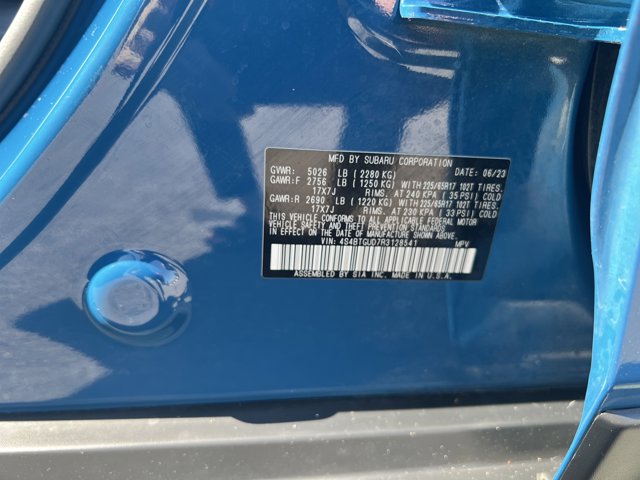 MFD BY SUBARU CORPORATION DATE: 06/23
GVWR: 5026 LB (2280 KG)
GAWR:F 2756 LB (1250 KG) WITH 225/65R17 102T TIRES.
17X7J RIMS. AT 240 KPA (35 PSI) COLD
GAWR:R 2690 LB (1220 KG) WITH 225/65R17 102T TIRES.
17X7J RIMS. AT 230 KPA (33 PSI) COLD
THIS VEHICLE CONFORMS TO ALL APPLICABLE FEDERAL MOTOR
VEHICLE SAFETY, BUMPER, AND THEFT PREVENTION STANDARDS
IN EFFECT ON THE DATE OF MANUFACTURE SHOWN ABOVE.
VIN: 4S4BTGUD7R3128541 MPV
ASSEMBLED BY SIA INC. MADE IN U.S.A.